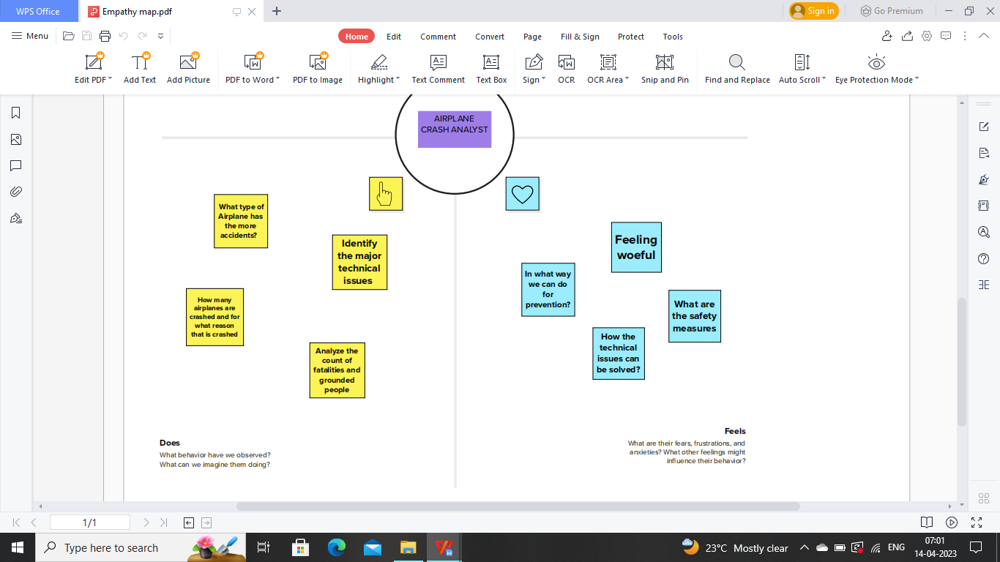 WPS Office
Empathy map.pdf
Sign in
Go Premium
Menu
Home
Edit
Comment
Convert
Page
Fill & Sign
Protect
Tools
Edit PDF
Add Text
Add Picture
PDF to Word
PDF to Image
Highlight
Text Comment
Text Box
Sign
OCR
OCR Area
Snip and Pin
Find and Replace
Auto Scroll
Eye Protection Mode
AIRPLANE
CRASH ANALYST
What type of
Airplane has
the more
accidents?
Identify
the major
technical
issues
How many
airplanes are
crashed and for
what reason
that is crashed
Analyze the
count of
fatalities and
grounded
people
Feeling
woeful
In what way
we can do
for
prevention?
What are
the safety
measures
How the
technical
issues can
be solved?
Does
What behavior have we observed?
What can we imagine them doing?
Feels
What are their fears, frustrations, and
anxieties? What other feelings might
influence their behavior?
1/1
Type here to search
23°C Mostly clear
ENG
07:01
14-04-2023